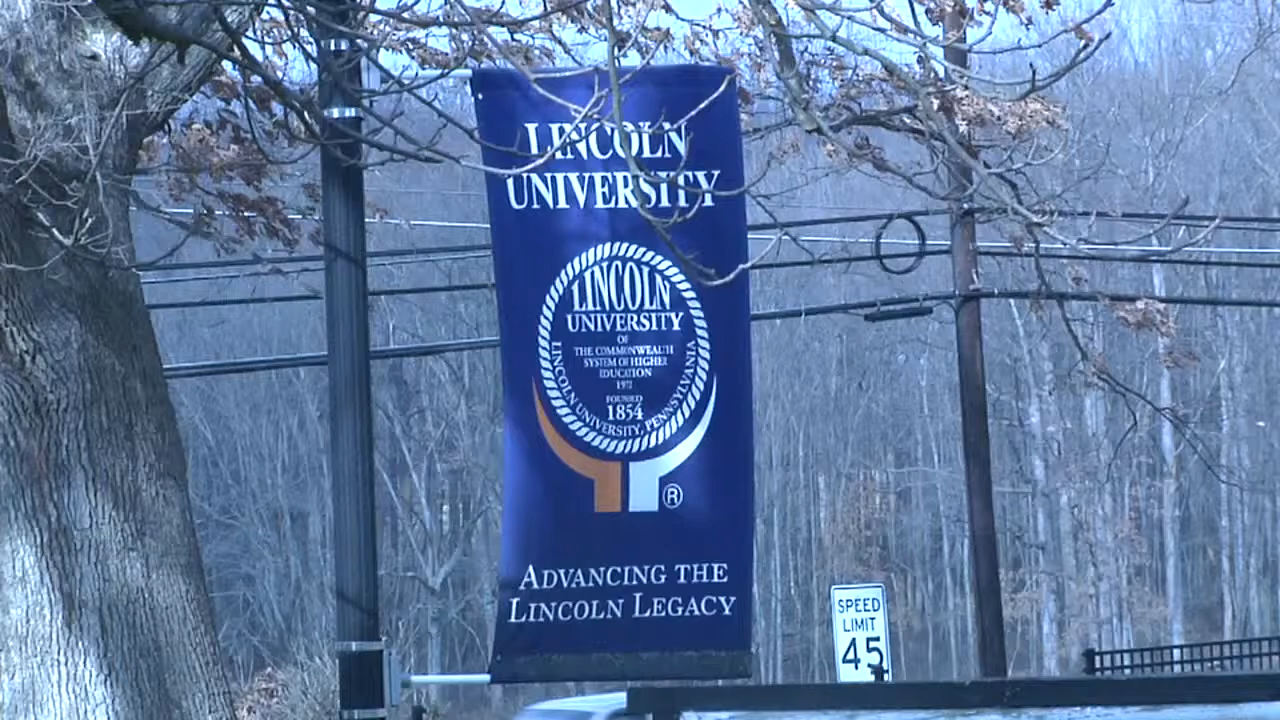 LINCOLN
UNIVERSITY
LINCOLN
UNIVERSITY
OF
THE COMMONWEALTH
SYSTEM OF HIGHER
EDUCATION
1972
FOUNDED
1854
LINCOLN UNIVERSITY, PENNSYLVANIA
®
ADVANCING THE
LINCOLN LEGACY
SPEED
LIMIT
45